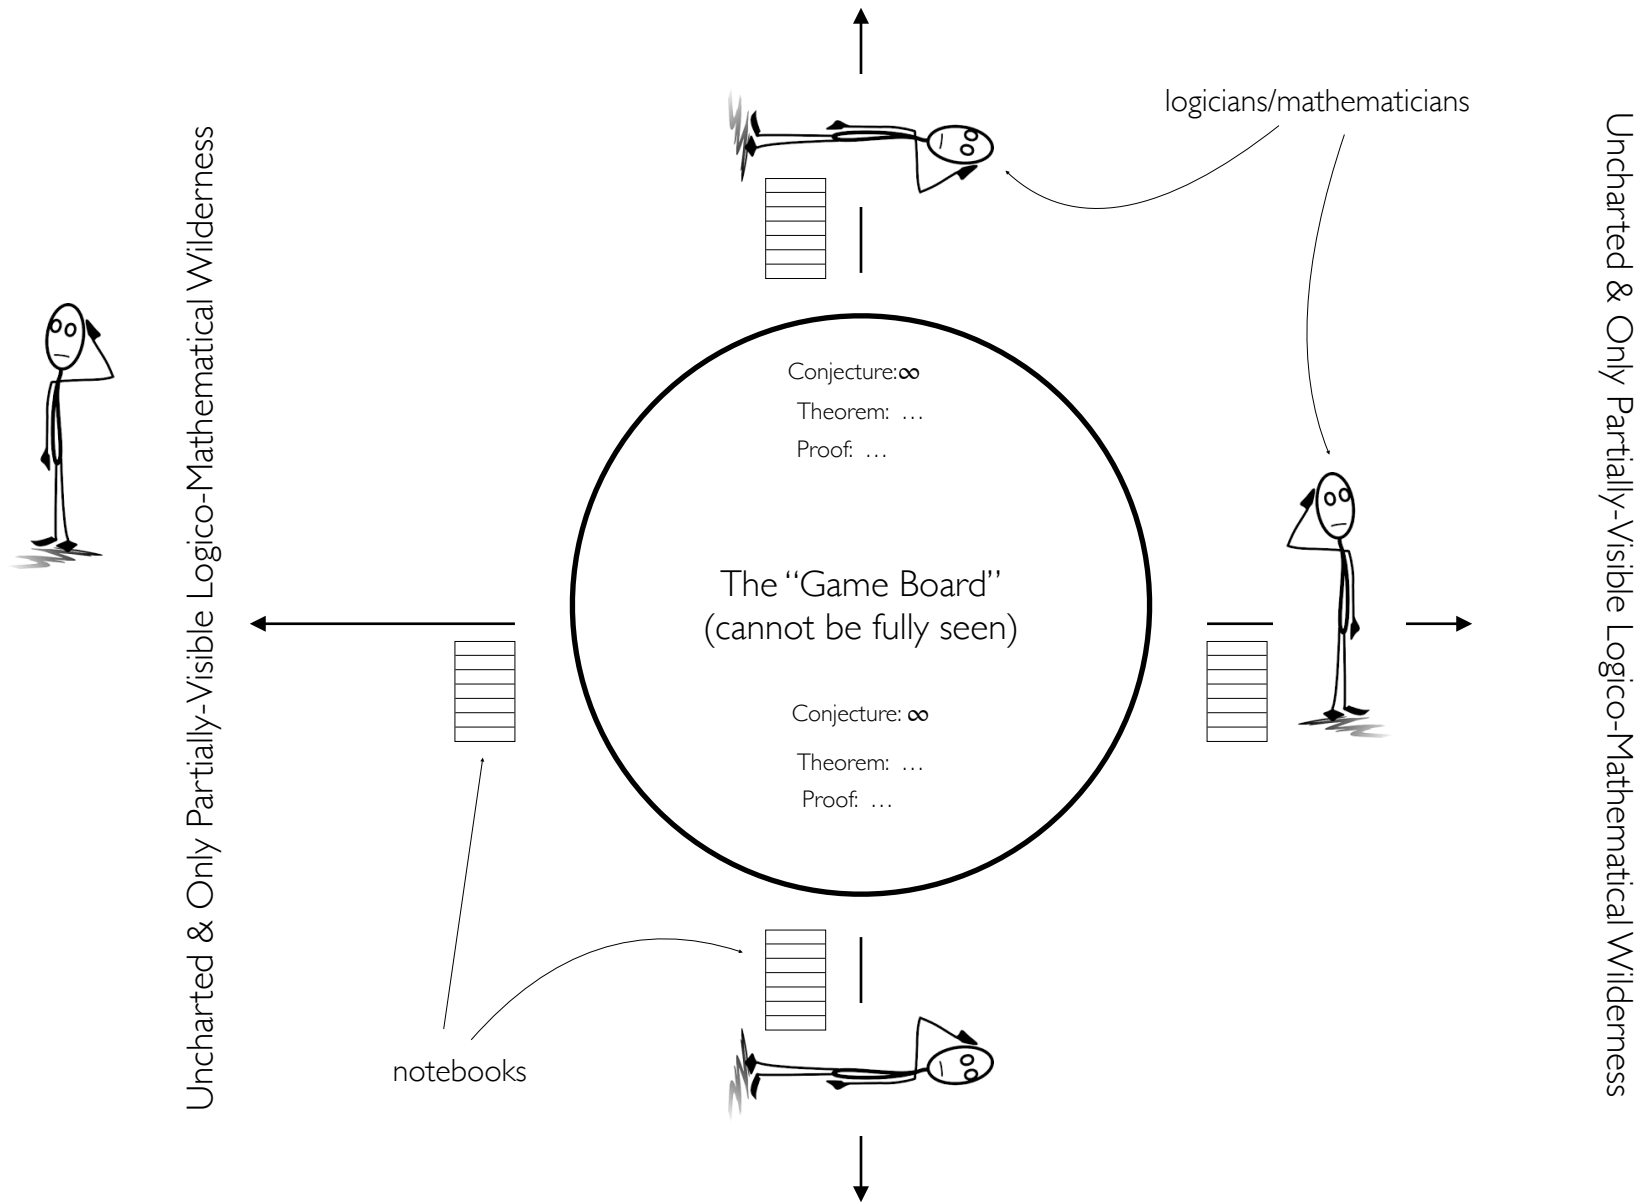 logicians/mathematicians
Uncharted & Only Partially-Visible Logico-Mathematical Wilderness
Uncharted & Only Partially-Visible Logico-Mathematical Wilderness
Conjecture:∞
Theorem: …
Proof: …
The “Game Board”
(cannot be fully seen)
Conjecture: ∞
Theorem: …
Proof: …
notebooks